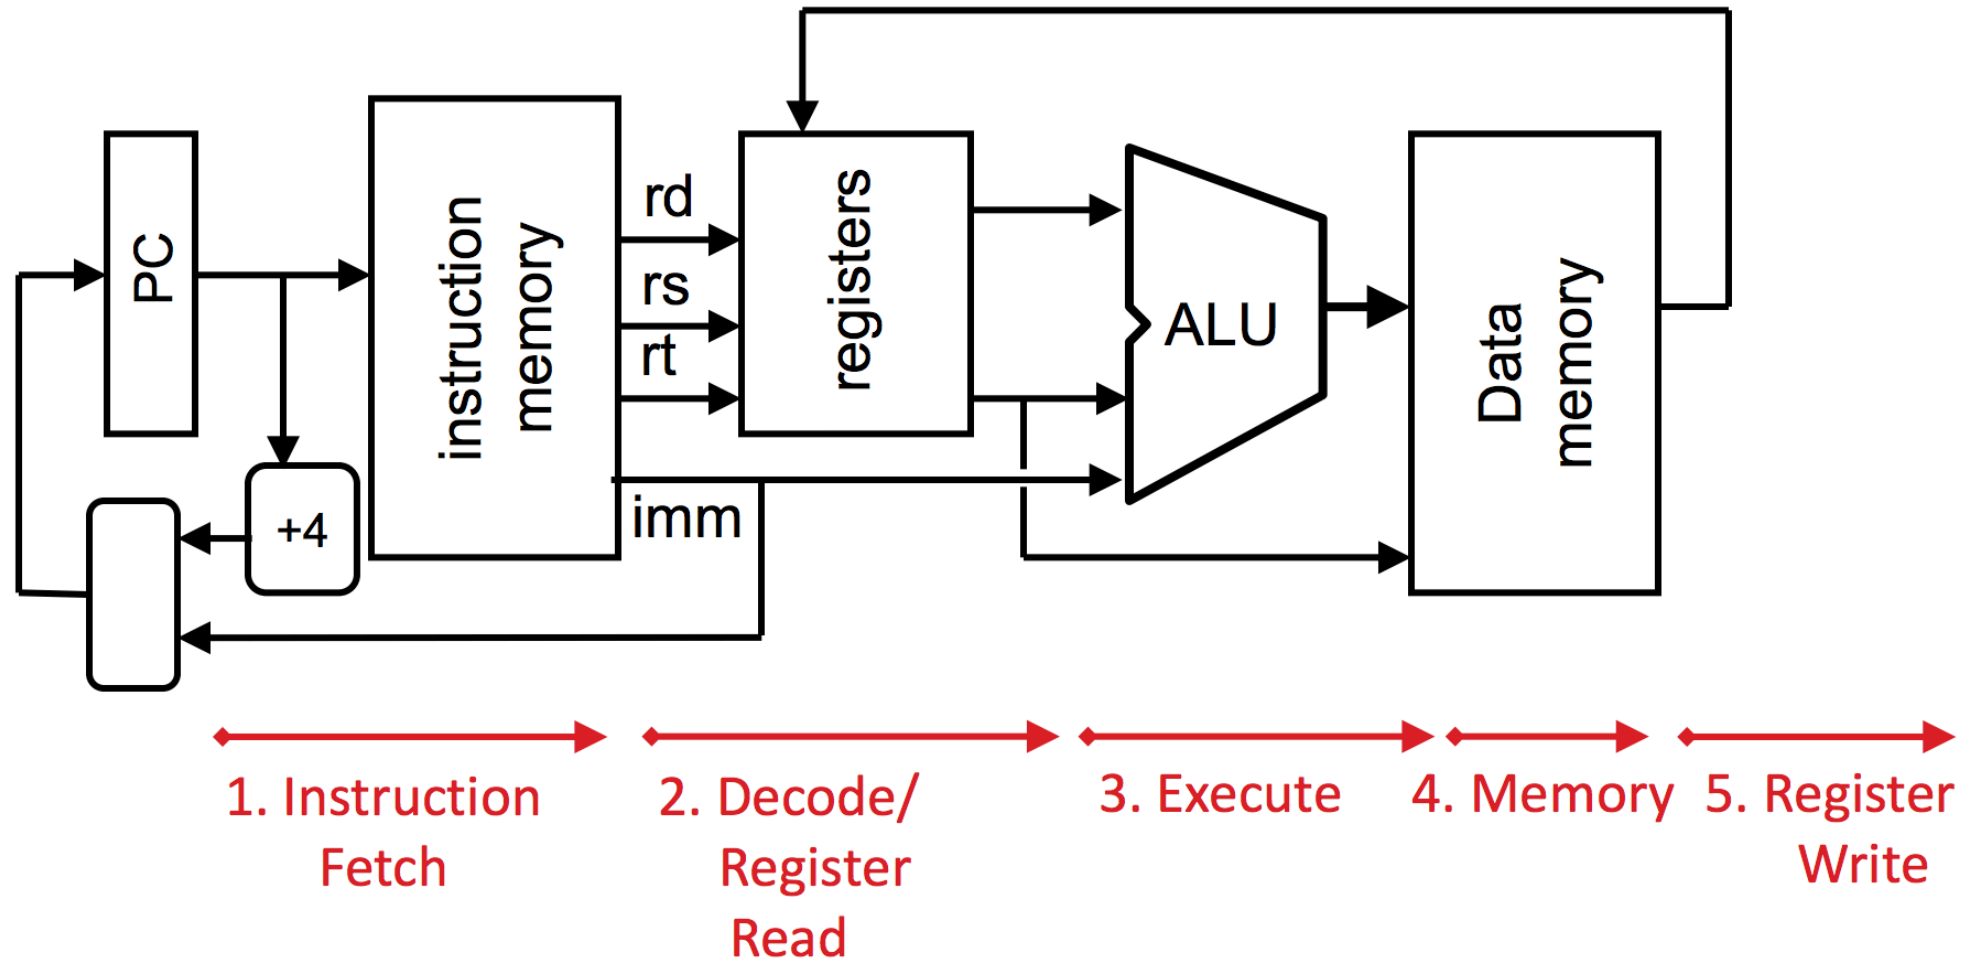 PC
+4
instruction
memory
rd
rs
rt
imm
registers
ALU
Data
memory
1. Instruction
Fetch
2. Decode/
Register
Read
3. Execute
4. Memory
5. Register
Write